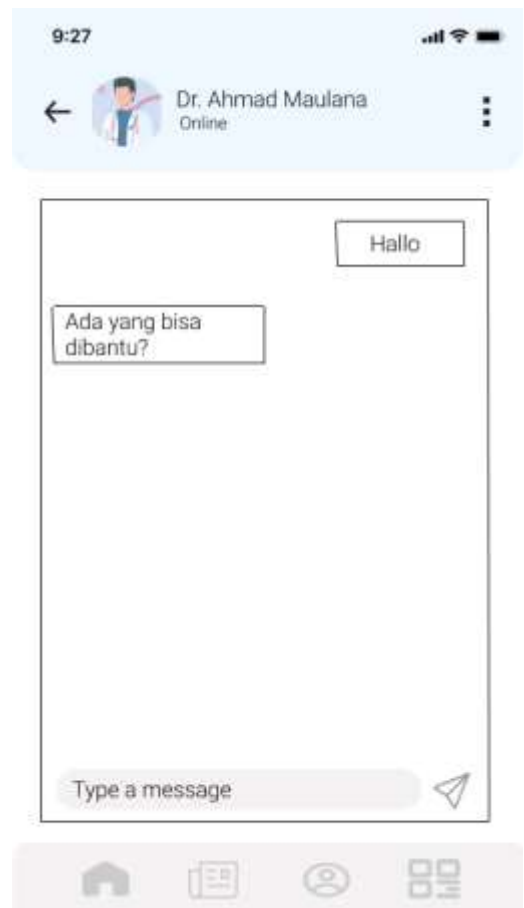 9:27
Dr. Ahmad Maulana
Online
Hallo
Ada yang bisa
dibantu?
Type a message